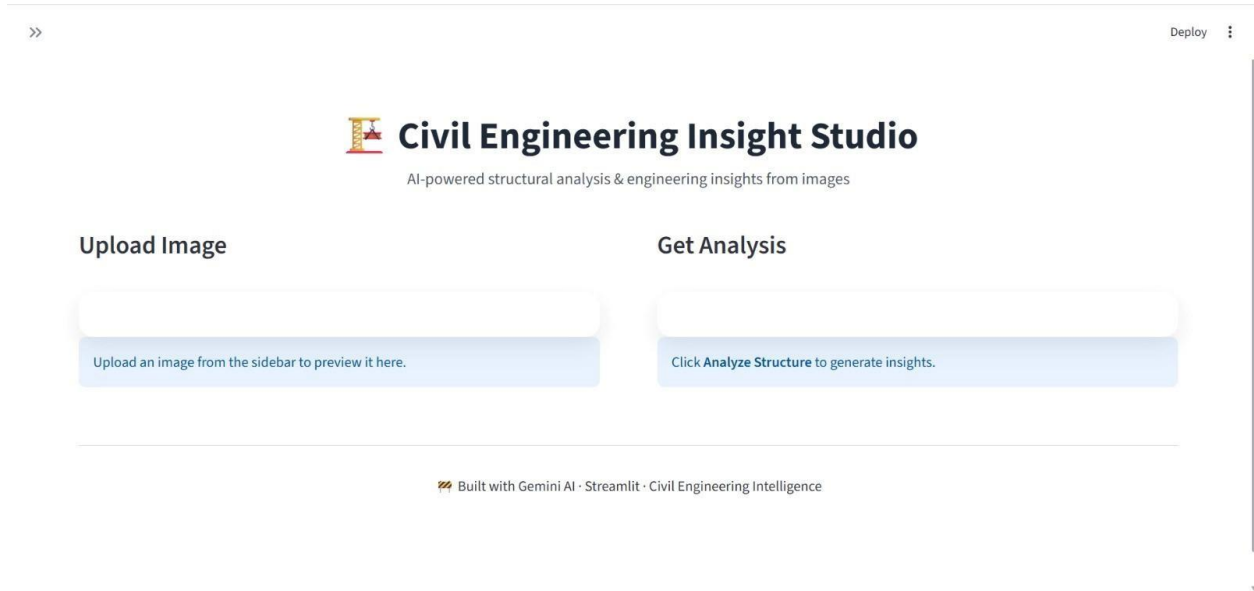 Deploy
Civil Engineering Insight Studio
AI-powered structural analysis & engineering insights from images
Upload Image
Get Analysis
Upload an image from the sidebar to preview it here.
Click Analyze Structure to generate insights.
Built with Gemini AI · Streamlit · Civil Engineering Intelligence